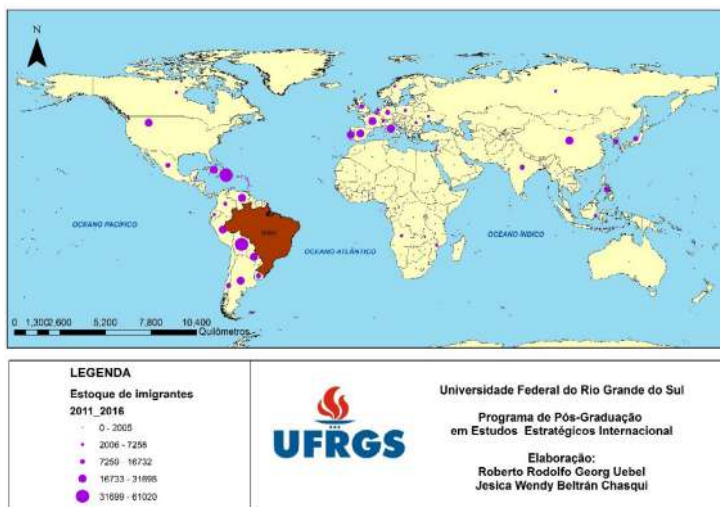 N
OCEANO PACÍFICO
OCEANO ATLÂNTICO
OCEANO ÍNDICO
0 1,300 2,600 5,200 7,800 10,400
Quilômetros
LEGENDA
Estoque de imigrantes
2011_2016
0 - 2005
2006 - 7258
7259 - 16732
16733 - 31698
31699 - 61020
UFRGS
Universidade Federal do Rio Grande do Sul
Programa de Pós-Graduação
em Estudos Estratégicos Internacional
Elaboração:
Roberto Rodolfo Georg Uebel
Jesica Wendy Beltrán Chasqui